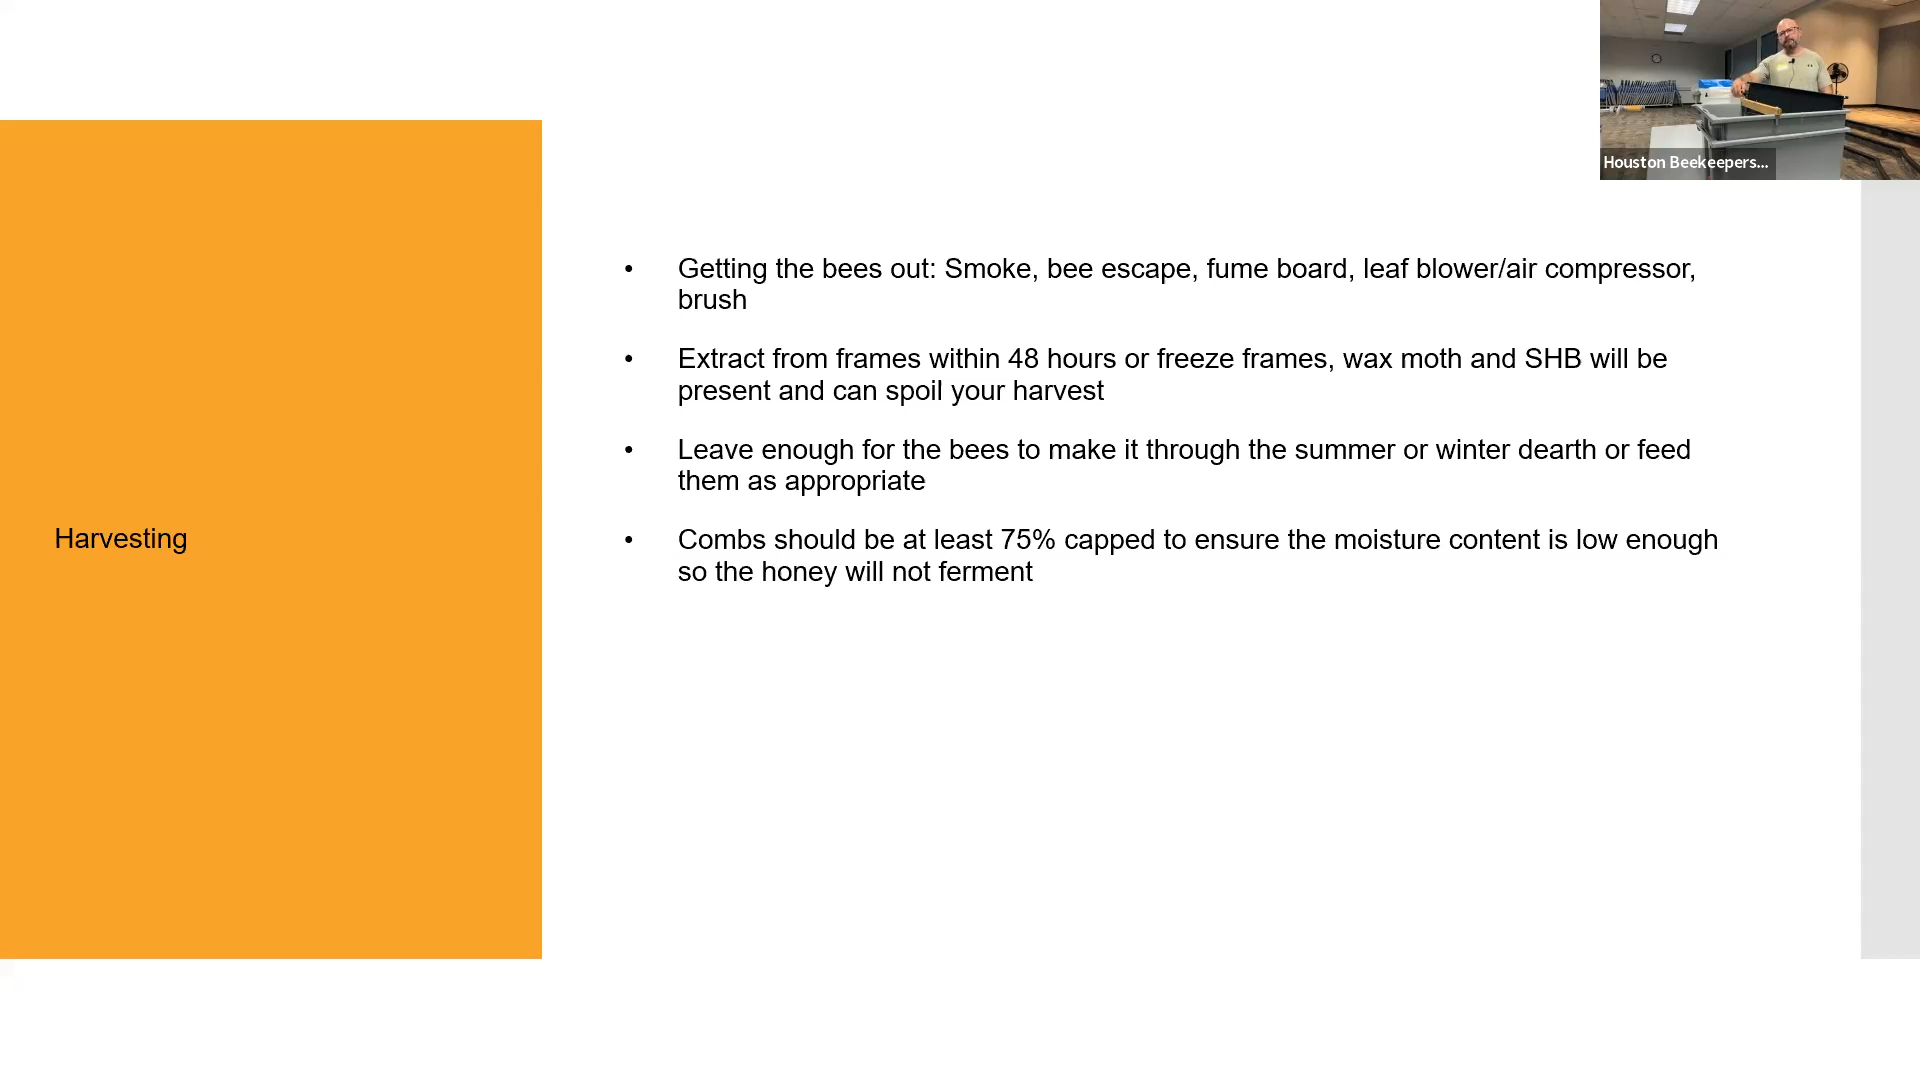 Houston Beekeepers...
• Getting the bees out: Smoke, bee escape, fume board, leaf blower/air compressor,
brush
• Extract from frames within 48 hours or freeze frames, wax moth and SHB will be
present and can spoil your harvest
• Leave enough for the bees to make it through the summer or winter dearth or feed
them as appropriate
Harvesting
• Combs should be at least 75% capped to ensure the moisture content is low enough
so the honey will not ferment